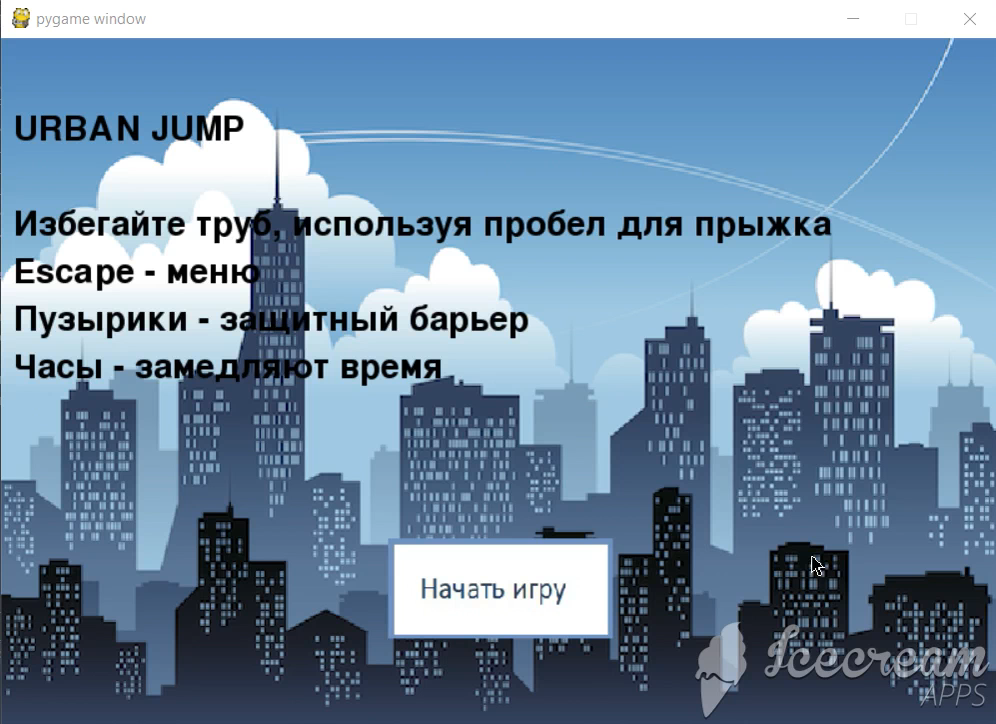 pygame window
URBAN JUMP
Избегайте труб, используя пробел для прыжка
Escape - меню
Пузырики - защитный барьер
Часы - замедляют время
Начать игру
Icecream
APPS